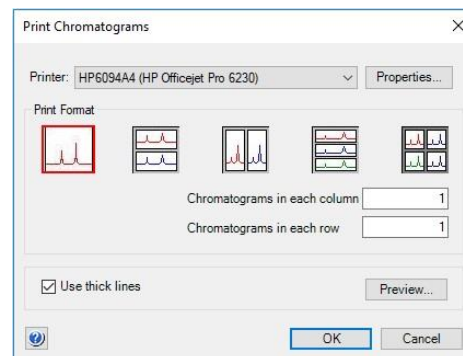 Print Chromatograms
Printer: HP6094A4 (HP Officejet Pro 6230) Properties...
Print Format
Chromatograms in each column 1
Chromatograms in each row 1
Use thick lines Preview...
? OK Cancel